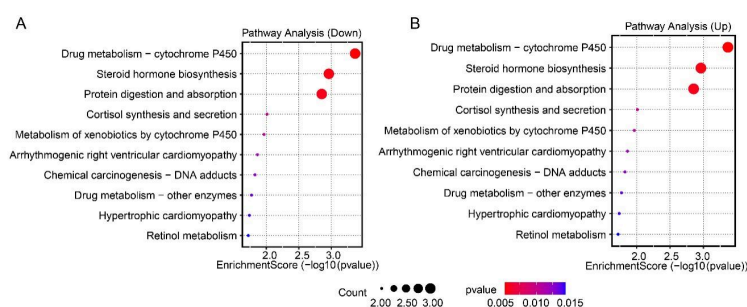 A
Pathway Analysis (Down)
Drug metabolism − cytochrome P450
Steroid hormone biosynthesis
Protein digestion and absorption
Cortisol synthesis and secretion
Metabolism of xenobiotics by cytochrome P450
Arrhythmogenic right ventricular cardiomyopathy
Chemical carcinogenesis − DNA adducts
Drug metabolism − other enzymes
Hypertrophic cardiomyopathy
Retinol metabolism
2.0 2.5 3.0
EnrichmentScore (−log10(pvalue))
B
Pathway Analysis (Up)
Drug metabolism − cytochrome P450
Steroid hormone biosynthesis
Protein digestion and absorption
Cortisol synthesis and secretion
Metabolism of xenobiotics by cytochrome P450
Arrhythmogenic right ventricular cardiomyopathy
Chemical carcinogenesis − DNA adducts
Drug metabolism − other enzymes
Hypertrophic cardiomyopathy
Retinol metabolism
2.0 2.5 3.0
EnrichmentScore (−log10(pvalue))
Count
2.00 2.50 3.00
pvalue
0.005 0.010 0.015